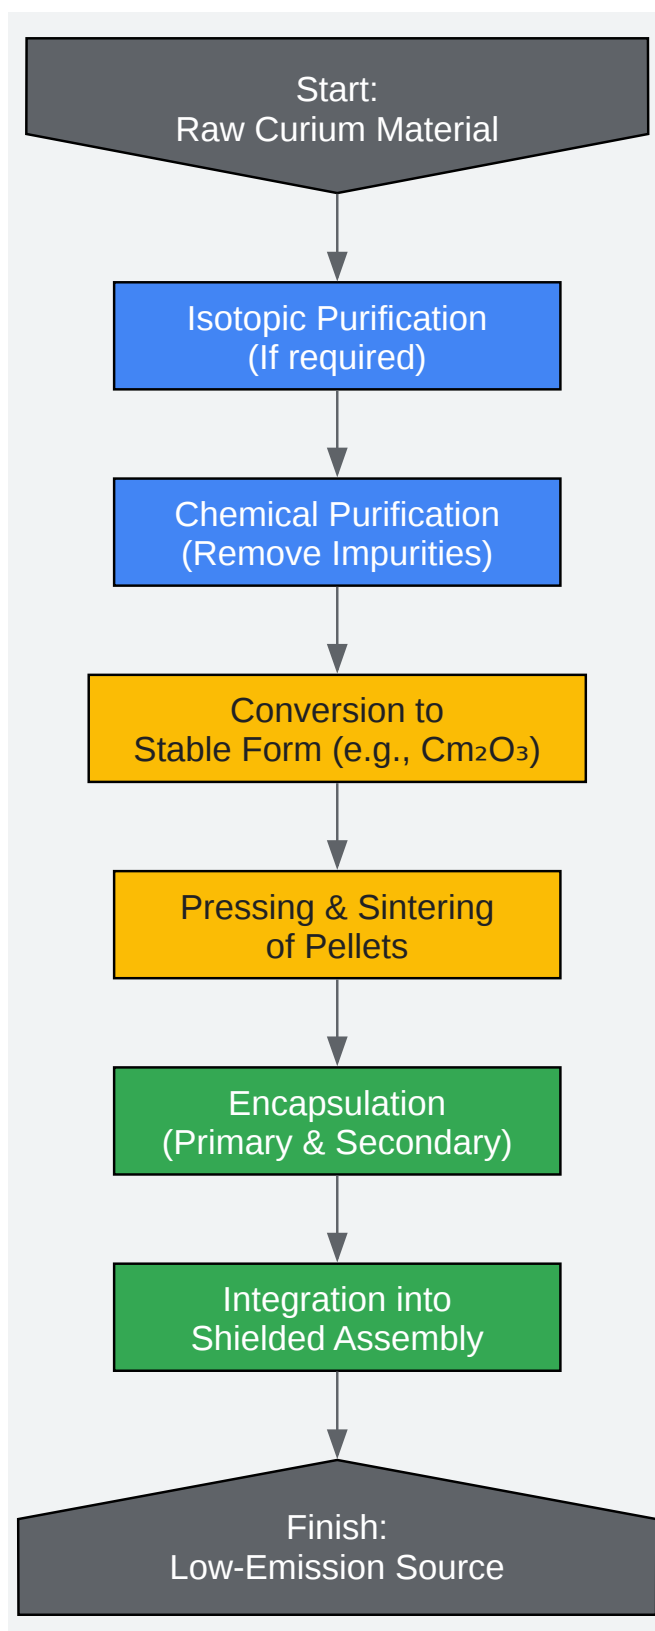 Start:
Raw Curium Material
Isotopic Purification
(If required)
Chemical Purification
(Remove Impurities)
Conversion to
Stable Form (e.g., Cm₂O₃)
Pressing & Sintering
of Pellets
Encapsulation
(Primary & Secondary)
Integration into
Shielded Assembly
Finish:
Low-Emission Source